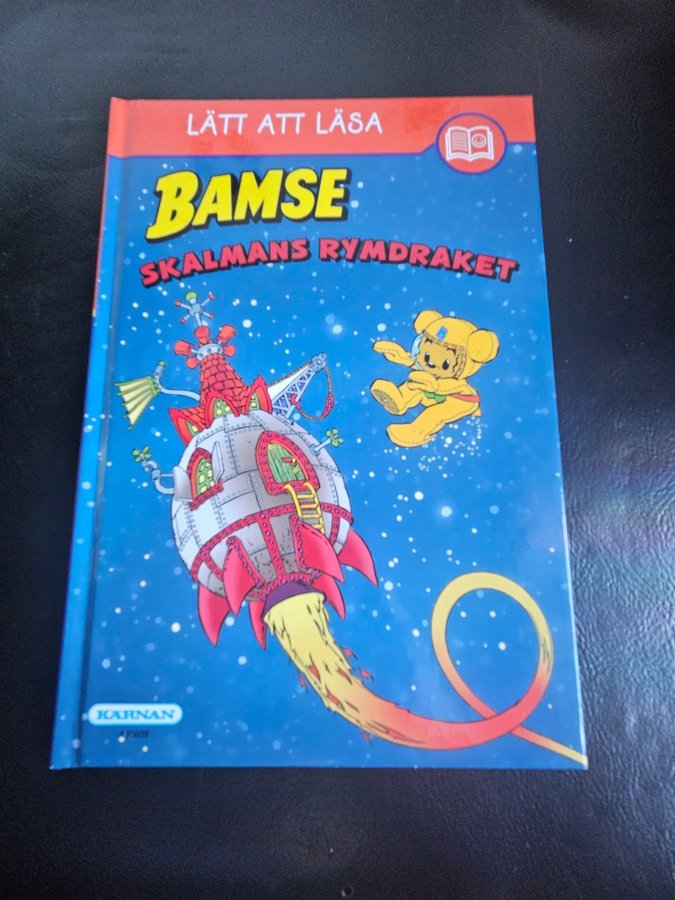 LÄTT ATT LÄSA
BAMSE
SKALMANS RYMDRAKET
KÄRNAN